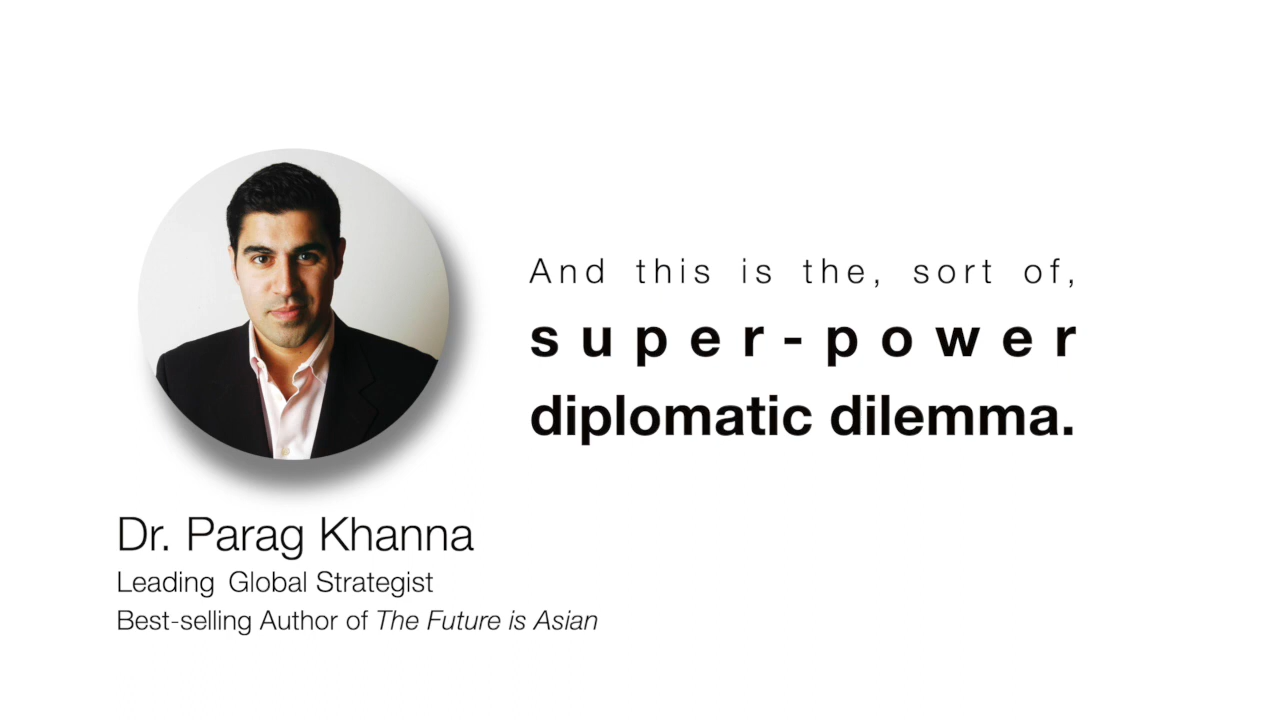 And this is the, sort of,
super-power
diplomatic dilemma.
Dr. Parag Khanna
Leading Global Strategist
Best-selling Author of The Future is Asian